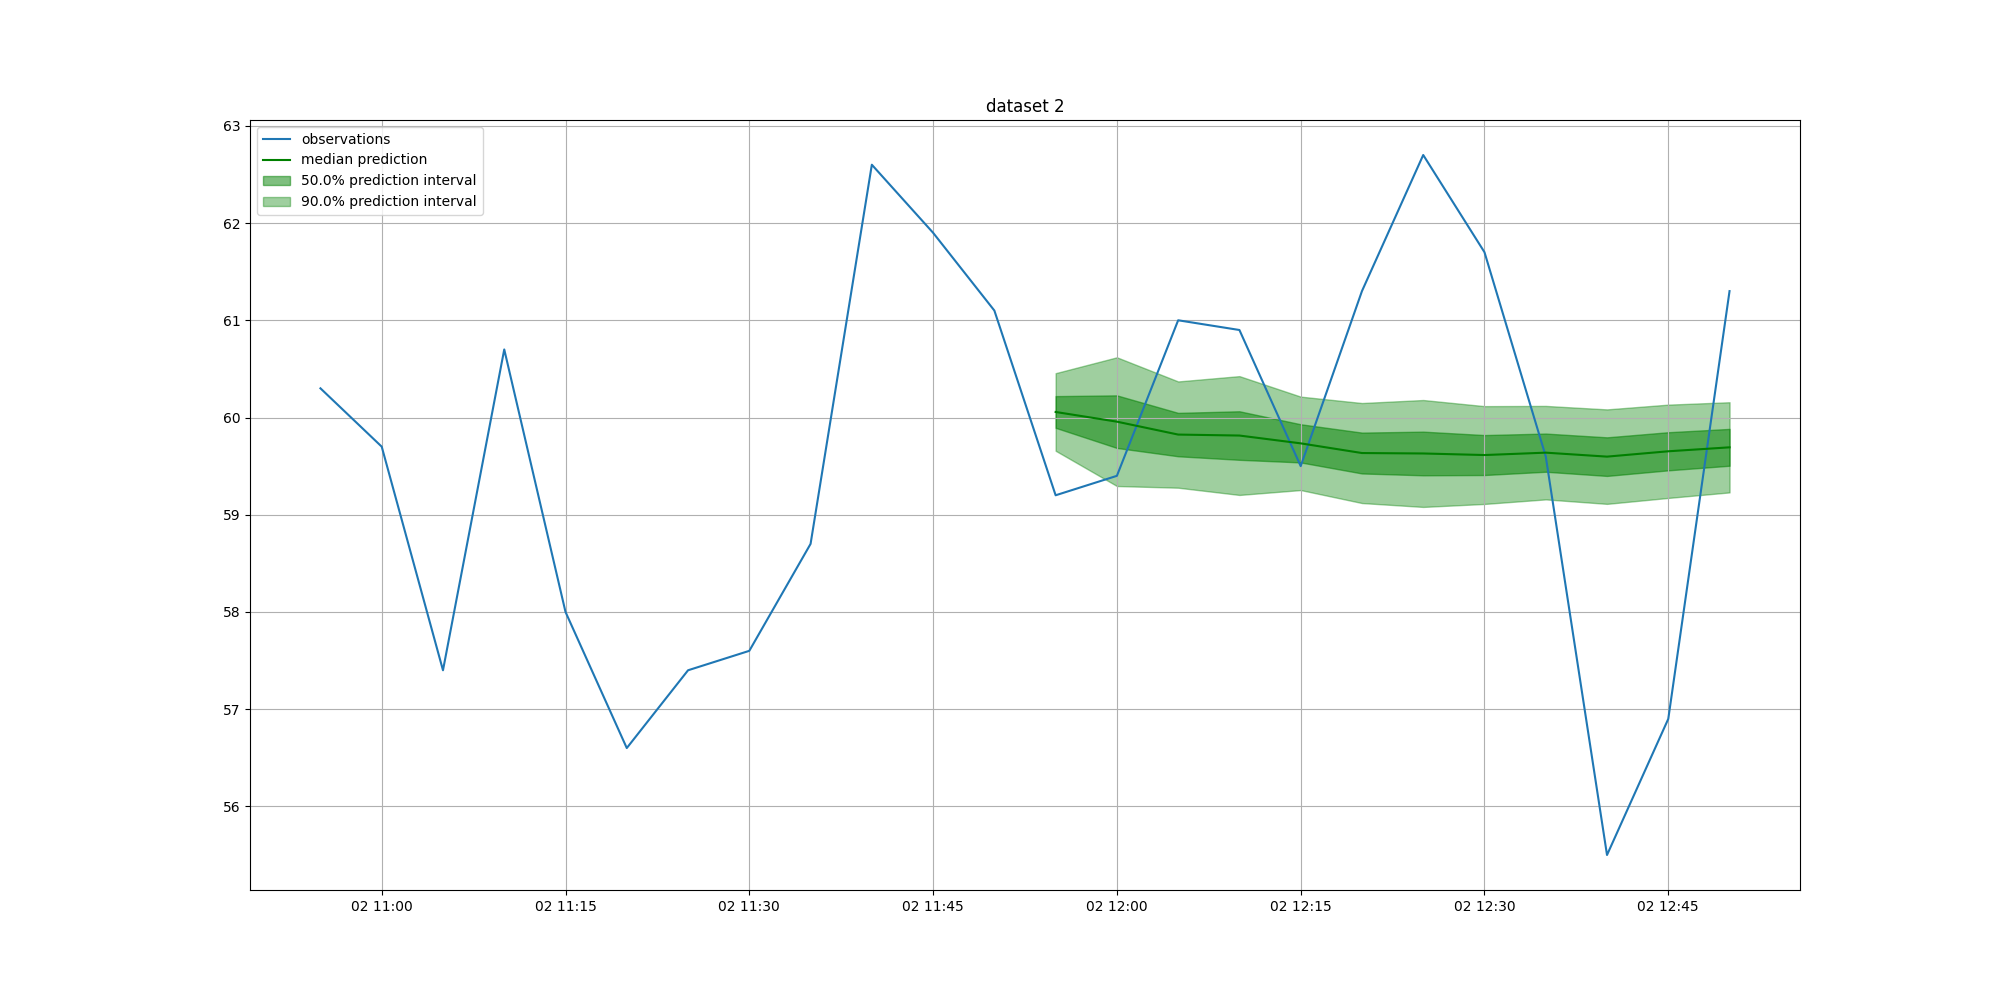 dataset 2
63
observations
median prediction
50.0% prediction interval
90.0% prediction interval
62
61
60
59
58
57
56
02 11:00 02 11:15 02 11:30 02 11:45 02 12:00 02 12:15 02 12:30 02 12:45